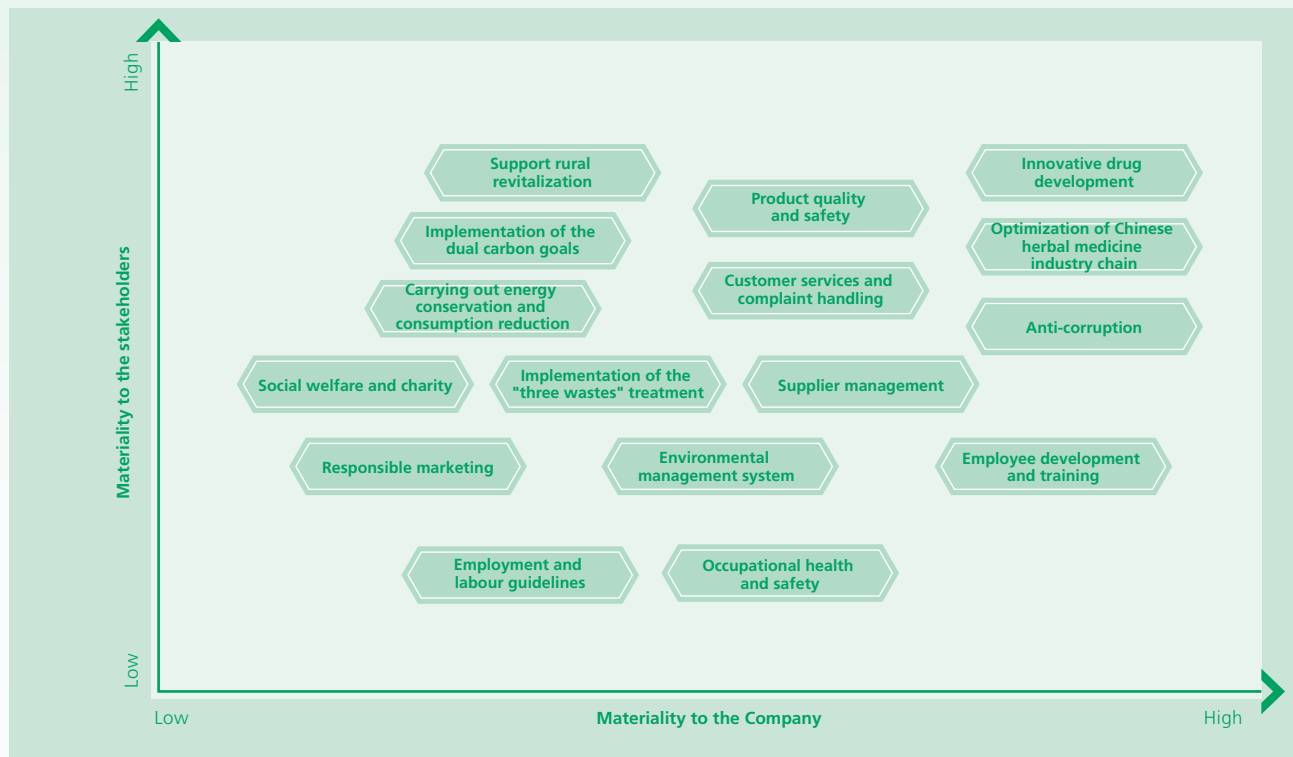 High
Materiality to the stakeholders
Low
Support rural
revitalization
Innovative drug
development
Product quality
and safety
Implementation of the
dual carbon goals
Optimization of Chinese
herbal medicine
industry chain
Customer services and
complaint handling
Carrying out energy
conservation and
consumption reduction
Anti-corruption
Social welfare and charity
Implementation of the
"three wastes" treatment
Supplier management
Responsible marketing
Environmental
management system
Employee development
and training
Employment and
labour guidelines
Occupational health
and safety
Low
Materiality to the Company
High